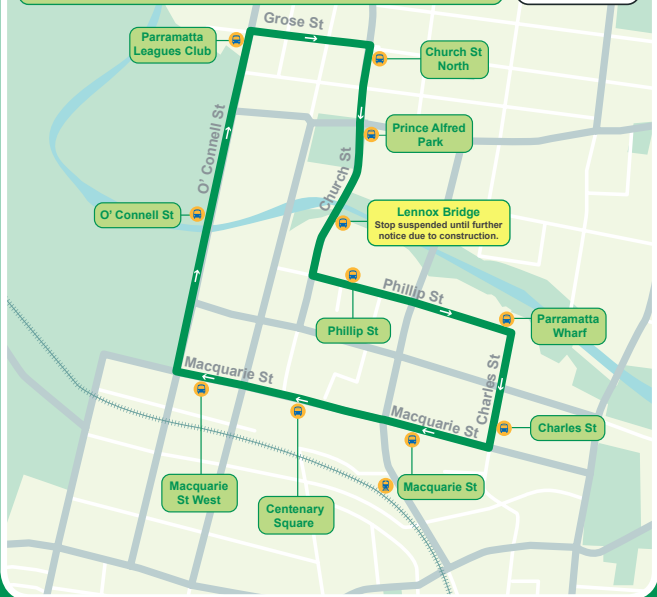 Grose St
Parramatta
Leagues Club
Church St
North
Prince Alfred
Park
O' Connell St
Church St
O' Connell St
Lennox Bridge
Stop suspended until further
notice due to construction.
Phillip St
Phillip St
Parramatta
Wharf
Macquarie St
Charles St
Macquarie St
Charles St
Macquarie
St West
Centenary
Square
Macquarie St